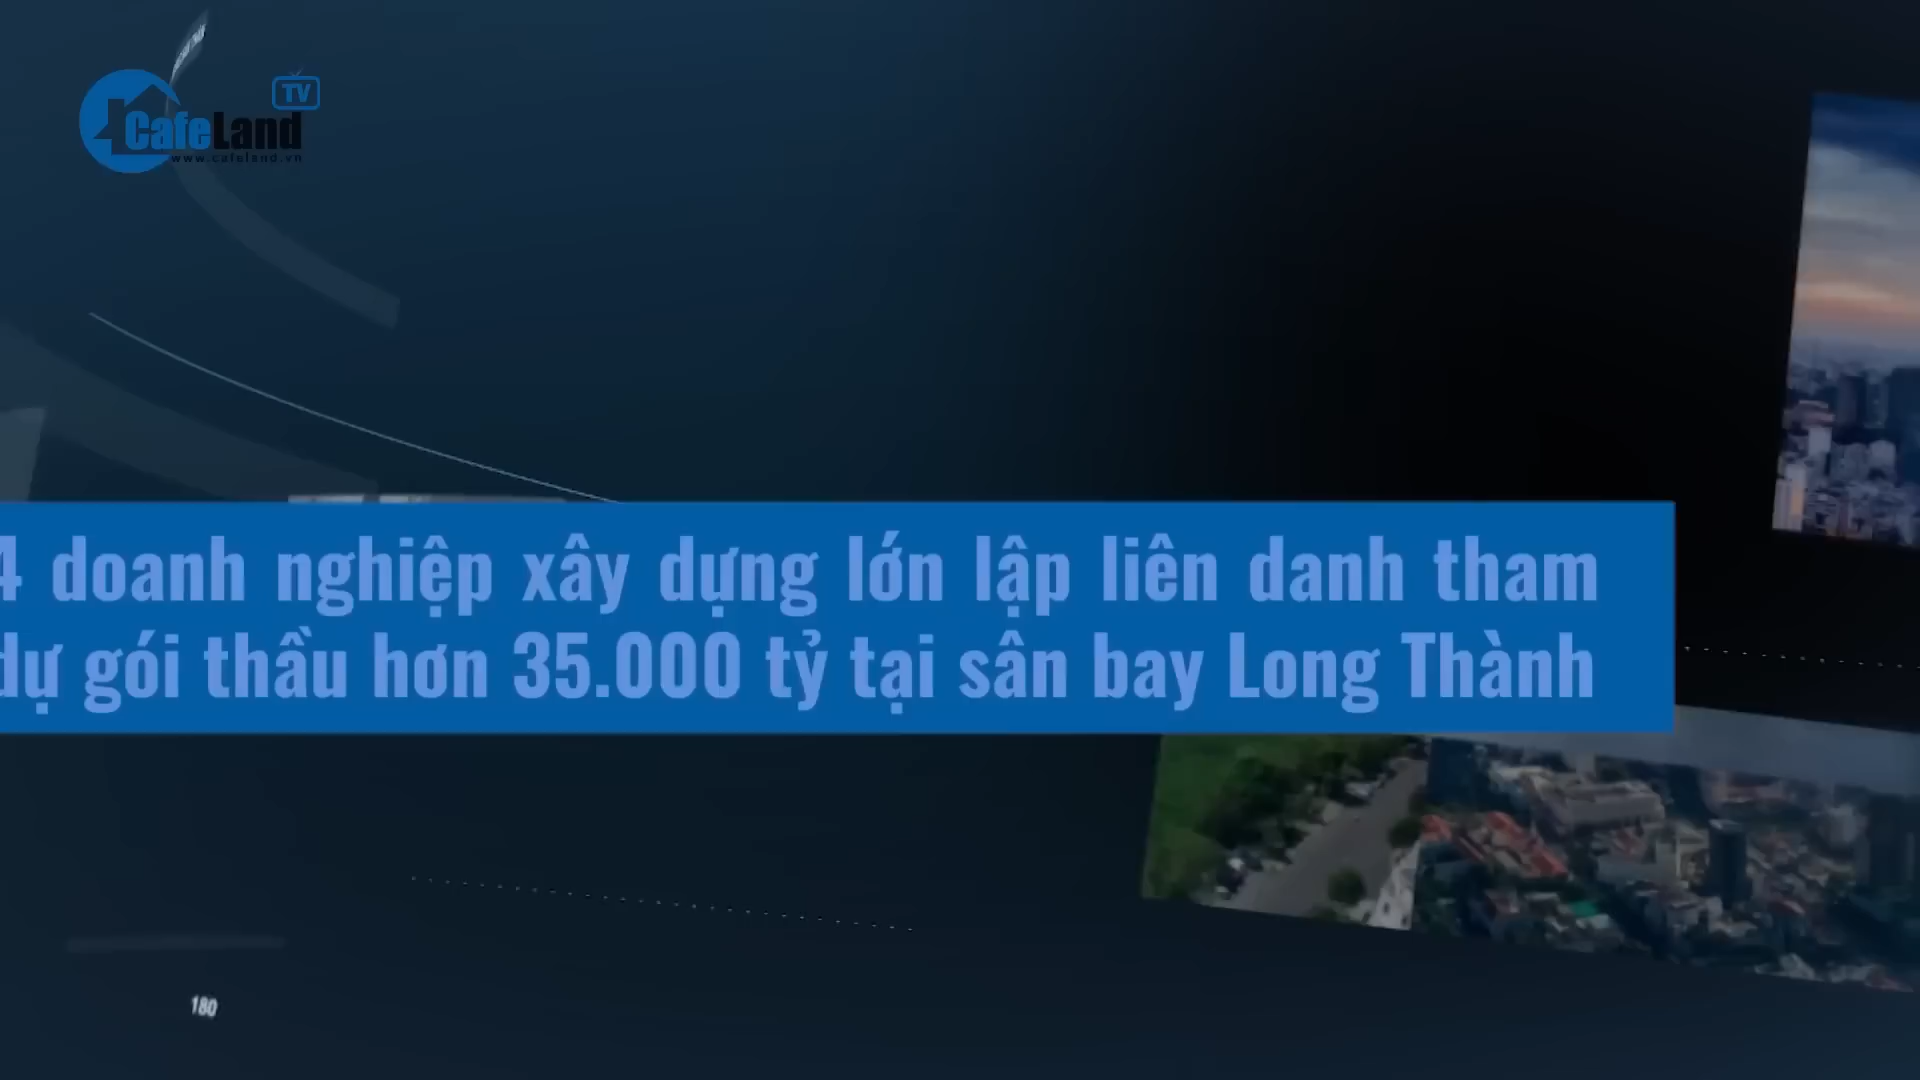 TV
CafeLand
www.cafeland.vn
4 doanh nghiệp xây dựng lớn lập liên danh tham
dự gói thầu hơn 35.000 tỷ tại sân bay Long Thành
180